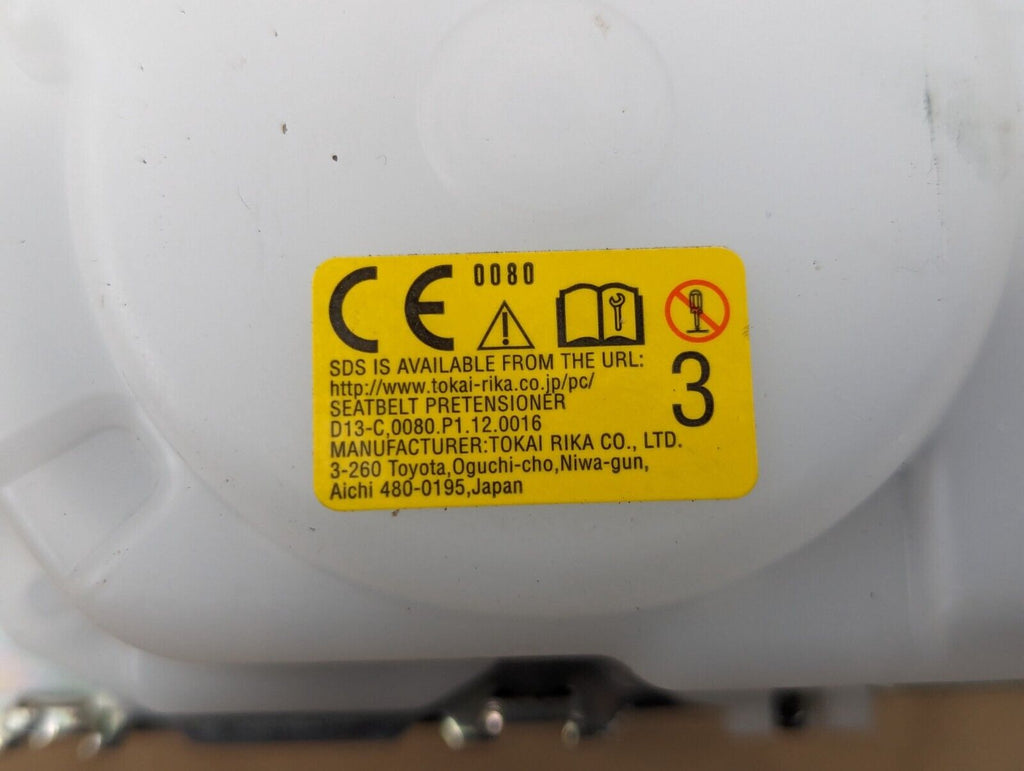 CE 0080
SDS IS AVAILABLE FROM THE URL:
http://www.tokai-rika.co.jp/pc/
SEATBELT PRETENSIONER
3
D13-C,0080.P1.12.0016
MANUFACTURER:TOKAI RIKA CO., LTD.
3-260 Toyota,Oguchi-cho,Niwa-gun,
Aichi 480-0195,Japan